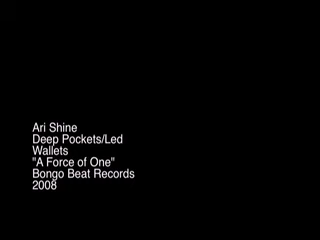 Ari Shine
Deep Pockets/Led
Wallets
"A Force of One"
Bongo Beat Records
2008